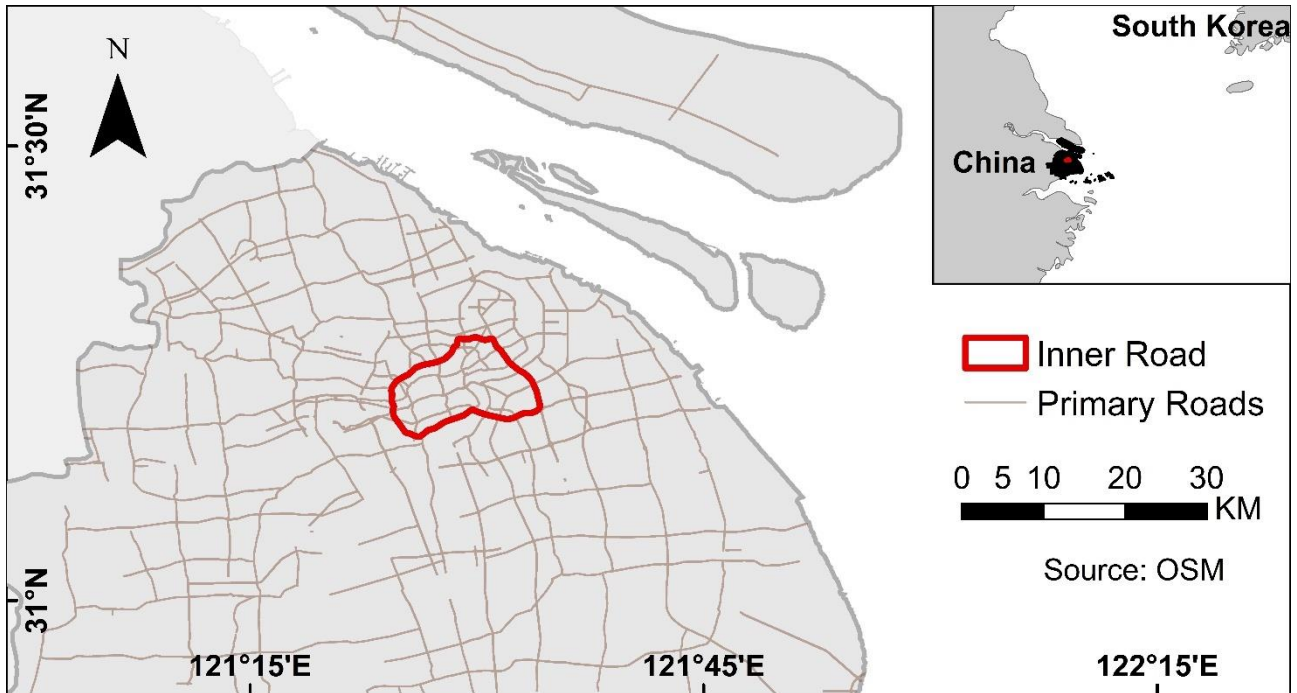 N
31°30'N
31°N
121°15'E
121°45'E
122°15'E
South Korea
China
Inner Road
Primary Roads
0 5 10 20 30
KM
Source: OSM